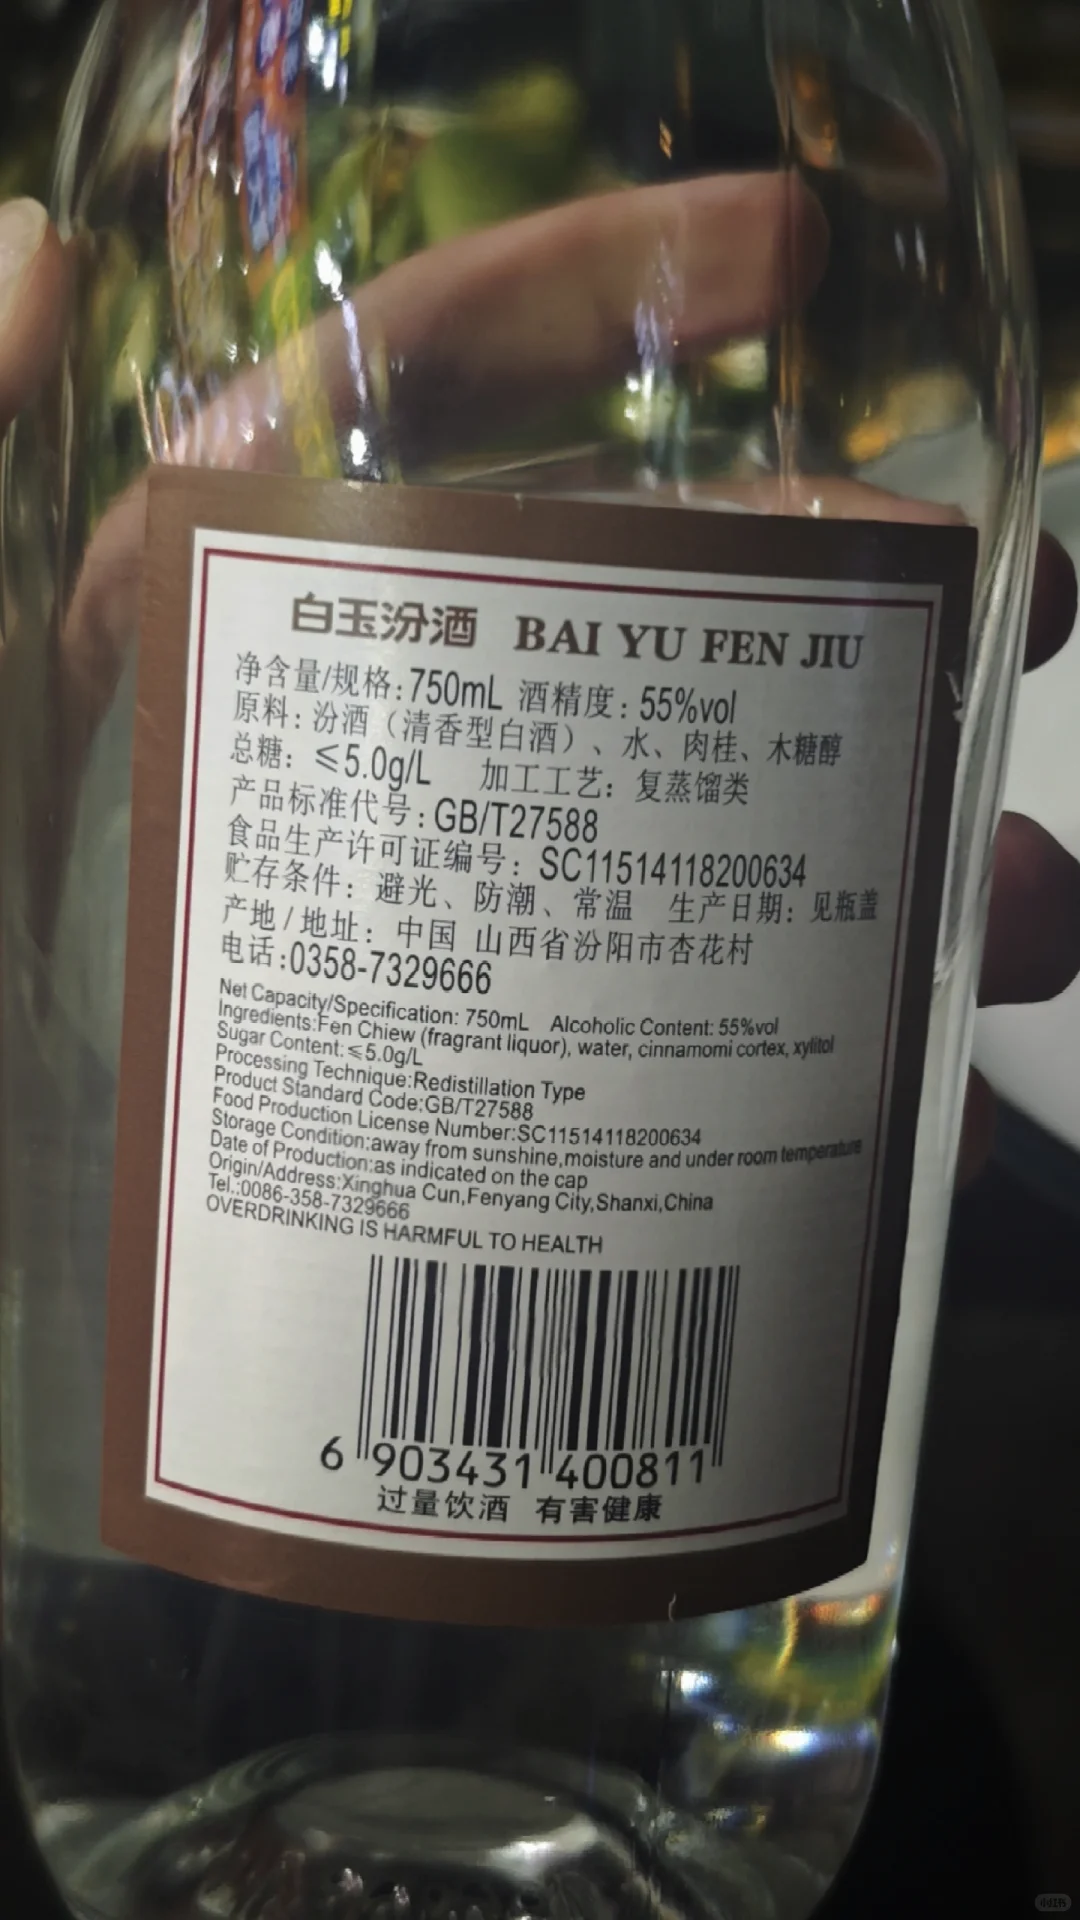 白玉汾酒 BAI YU FEN JIU
净含量/规格:750mL 酒精度:55%vol
原料:汾酒(清香型白酒)、水、肉桂、木糖醇
总糖:≤5.0g/L 加工工艺:复蒸馏类
产品标准代号:GB/T27588
食品生产许可证编号:SC11514118200634
贮存条件:避光、防潮、常温 生产日期:见瓶盖
产地/地址:中国 山西省汾阳市杏花村
电话:0358-7329666
Net Capacity/Specification: 750mL Alcoholic Content: 55%vol
Ingredients:Fen Chiew (fragrant liquor), water, cinnamomi cortex, xylitol
Sugar Content:≤5.0g/L
Processing Technique:Redistillation Type
Product Standard Code:GB/T27588
Food Production License Number:SC11514118200634
Storage Condition:away from sunshine,moisture and under room temperature
Date of Production:as indicated on the cap
Origin/Address:Xinghua Cun,Fenyang City,Shanxi,China
Tel.:0086-358-7329666
OVERDRINKING IS HARMFUL TO HEALTH
6 903431 400811
过量饮酒 有害健康